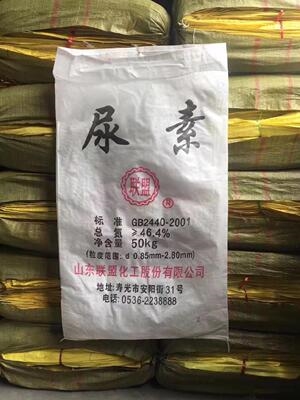 尿素
联盟
®
标准 GB2440-2001
总氮 ≥46.4%
净含量 50kg
(粒度范围: d 0.85mm-2.80mm)
山东联盟化工股份有限公司
地址: 寿光市安阳街31号
电话: 0536-2238888